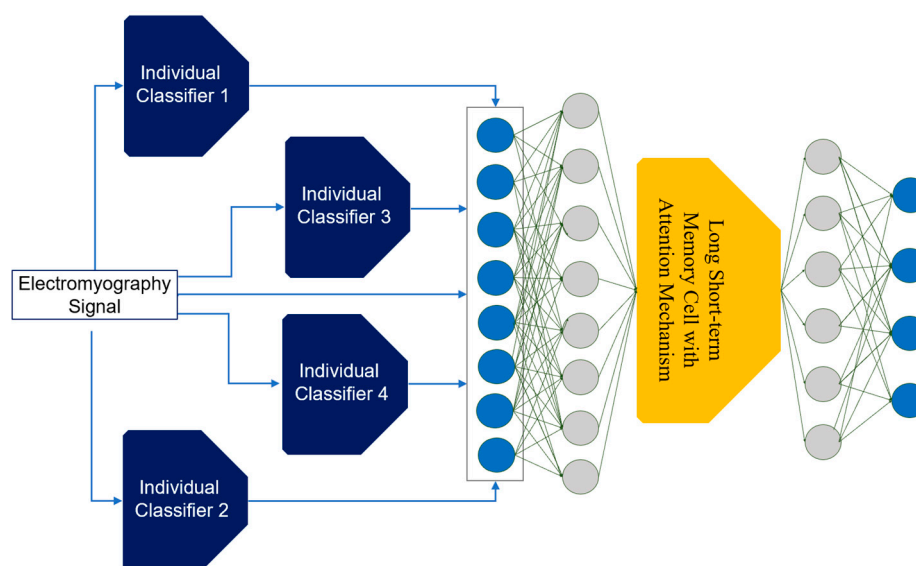 Individual
Classifier 1
Individual
Classifier 3
Electromyography
Signal
Individual
Classifier 4
Individual
Classifier 2
Long Short-term
Memory Cell with
Attention Mechanism